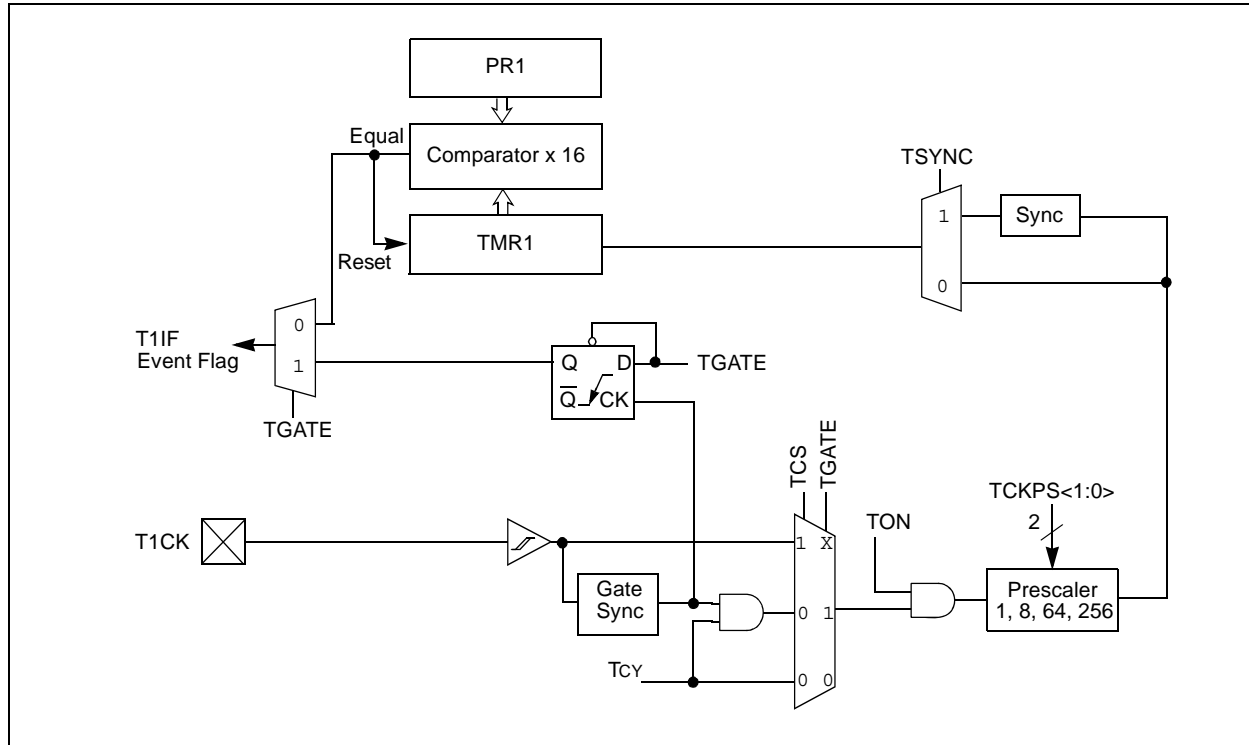 PR1
Equal
Comparator x 16
TSYNC
1
Sync
TMR1
Reset
0
0
T1IF
Event Flag
1
Q
D
TGATE
Q
CK
TGATE
TCS
TGATE
TCKPS<1:0>
TON
2
T1CK
1 X
Gate
Sync
0 1
Prescaler
1, 8, 64, 256
TCY
0 0